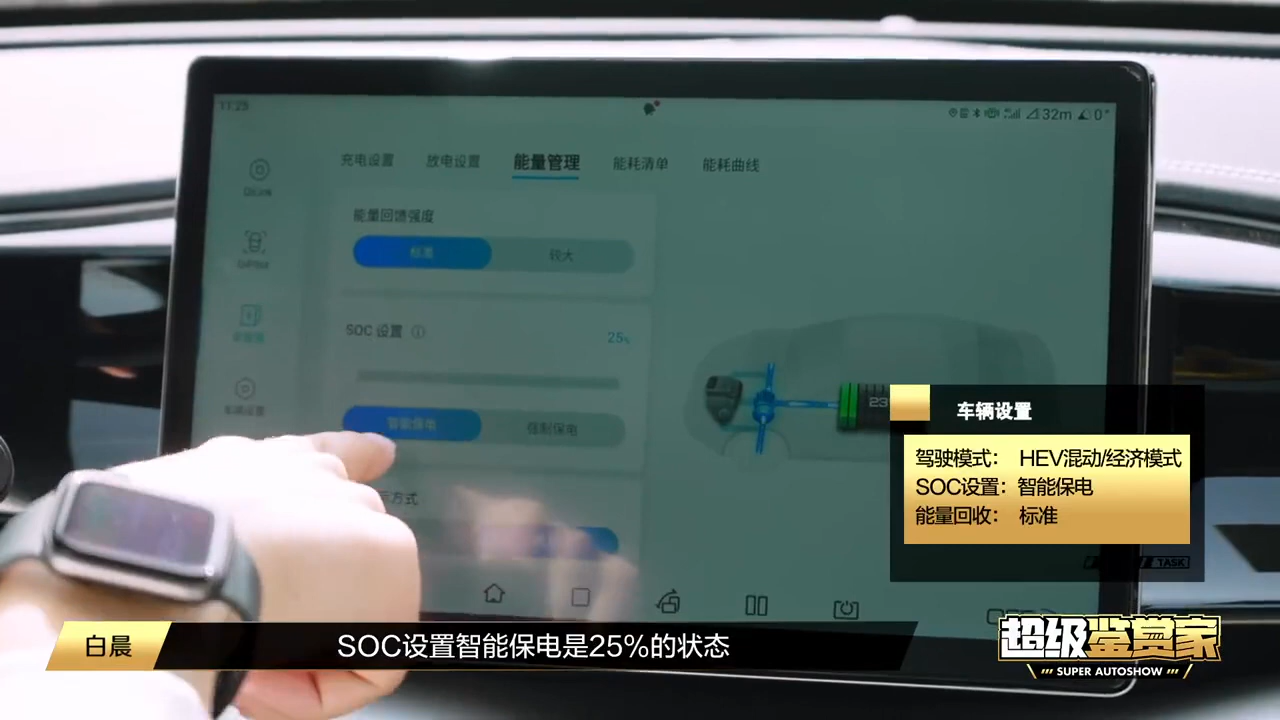 11:29
32m
0°
充电设置
放电设置
能量管理
能耗清单
能耗曲线
能量回馈强度
标准
较大
SOC 设置
25%
智能保电
强制保电
示方式
车辆设置
驾驶模式： HEV混动/经济模式
SOC设置：智能保电
能量回收： 标准
TASK
白晨
SOC设置智能保电是25%的状态
超级鉴赏家
SUPER AUTOSHOW